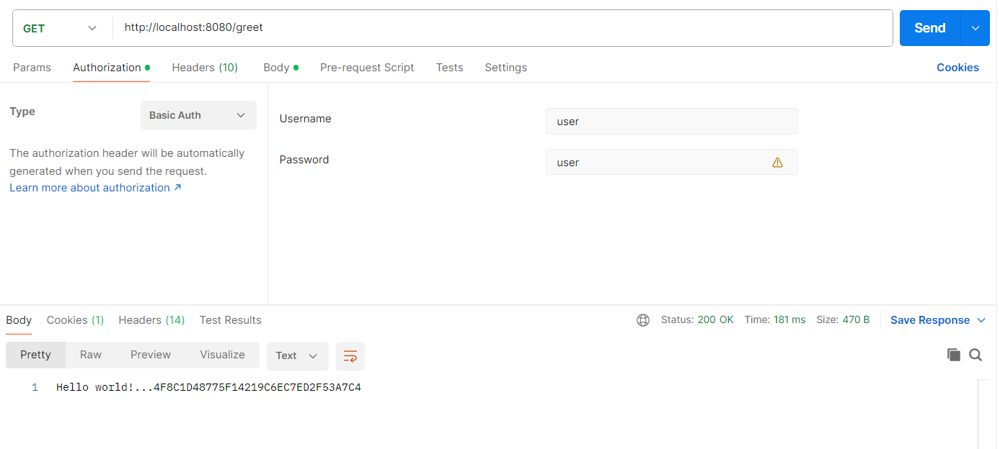 GET http://localhost:8080/greet Send
Params Authorization Headers (10) Body Pre-request Script Tests Settings Cookies
Type Basic Auth
The authorization header will be automatically
generated when you send the request.
Learn more about authorization ↗
Username user
Password user
Body Cookies (1) Headers (14) Test Results Status: 200 OK Time: 181 ms Size: 470 B Save Response
Pretty Raw Preview Visualize Text
1 Hello world!...4F8C1D48775F14219C6EC7ED2F53A7C4